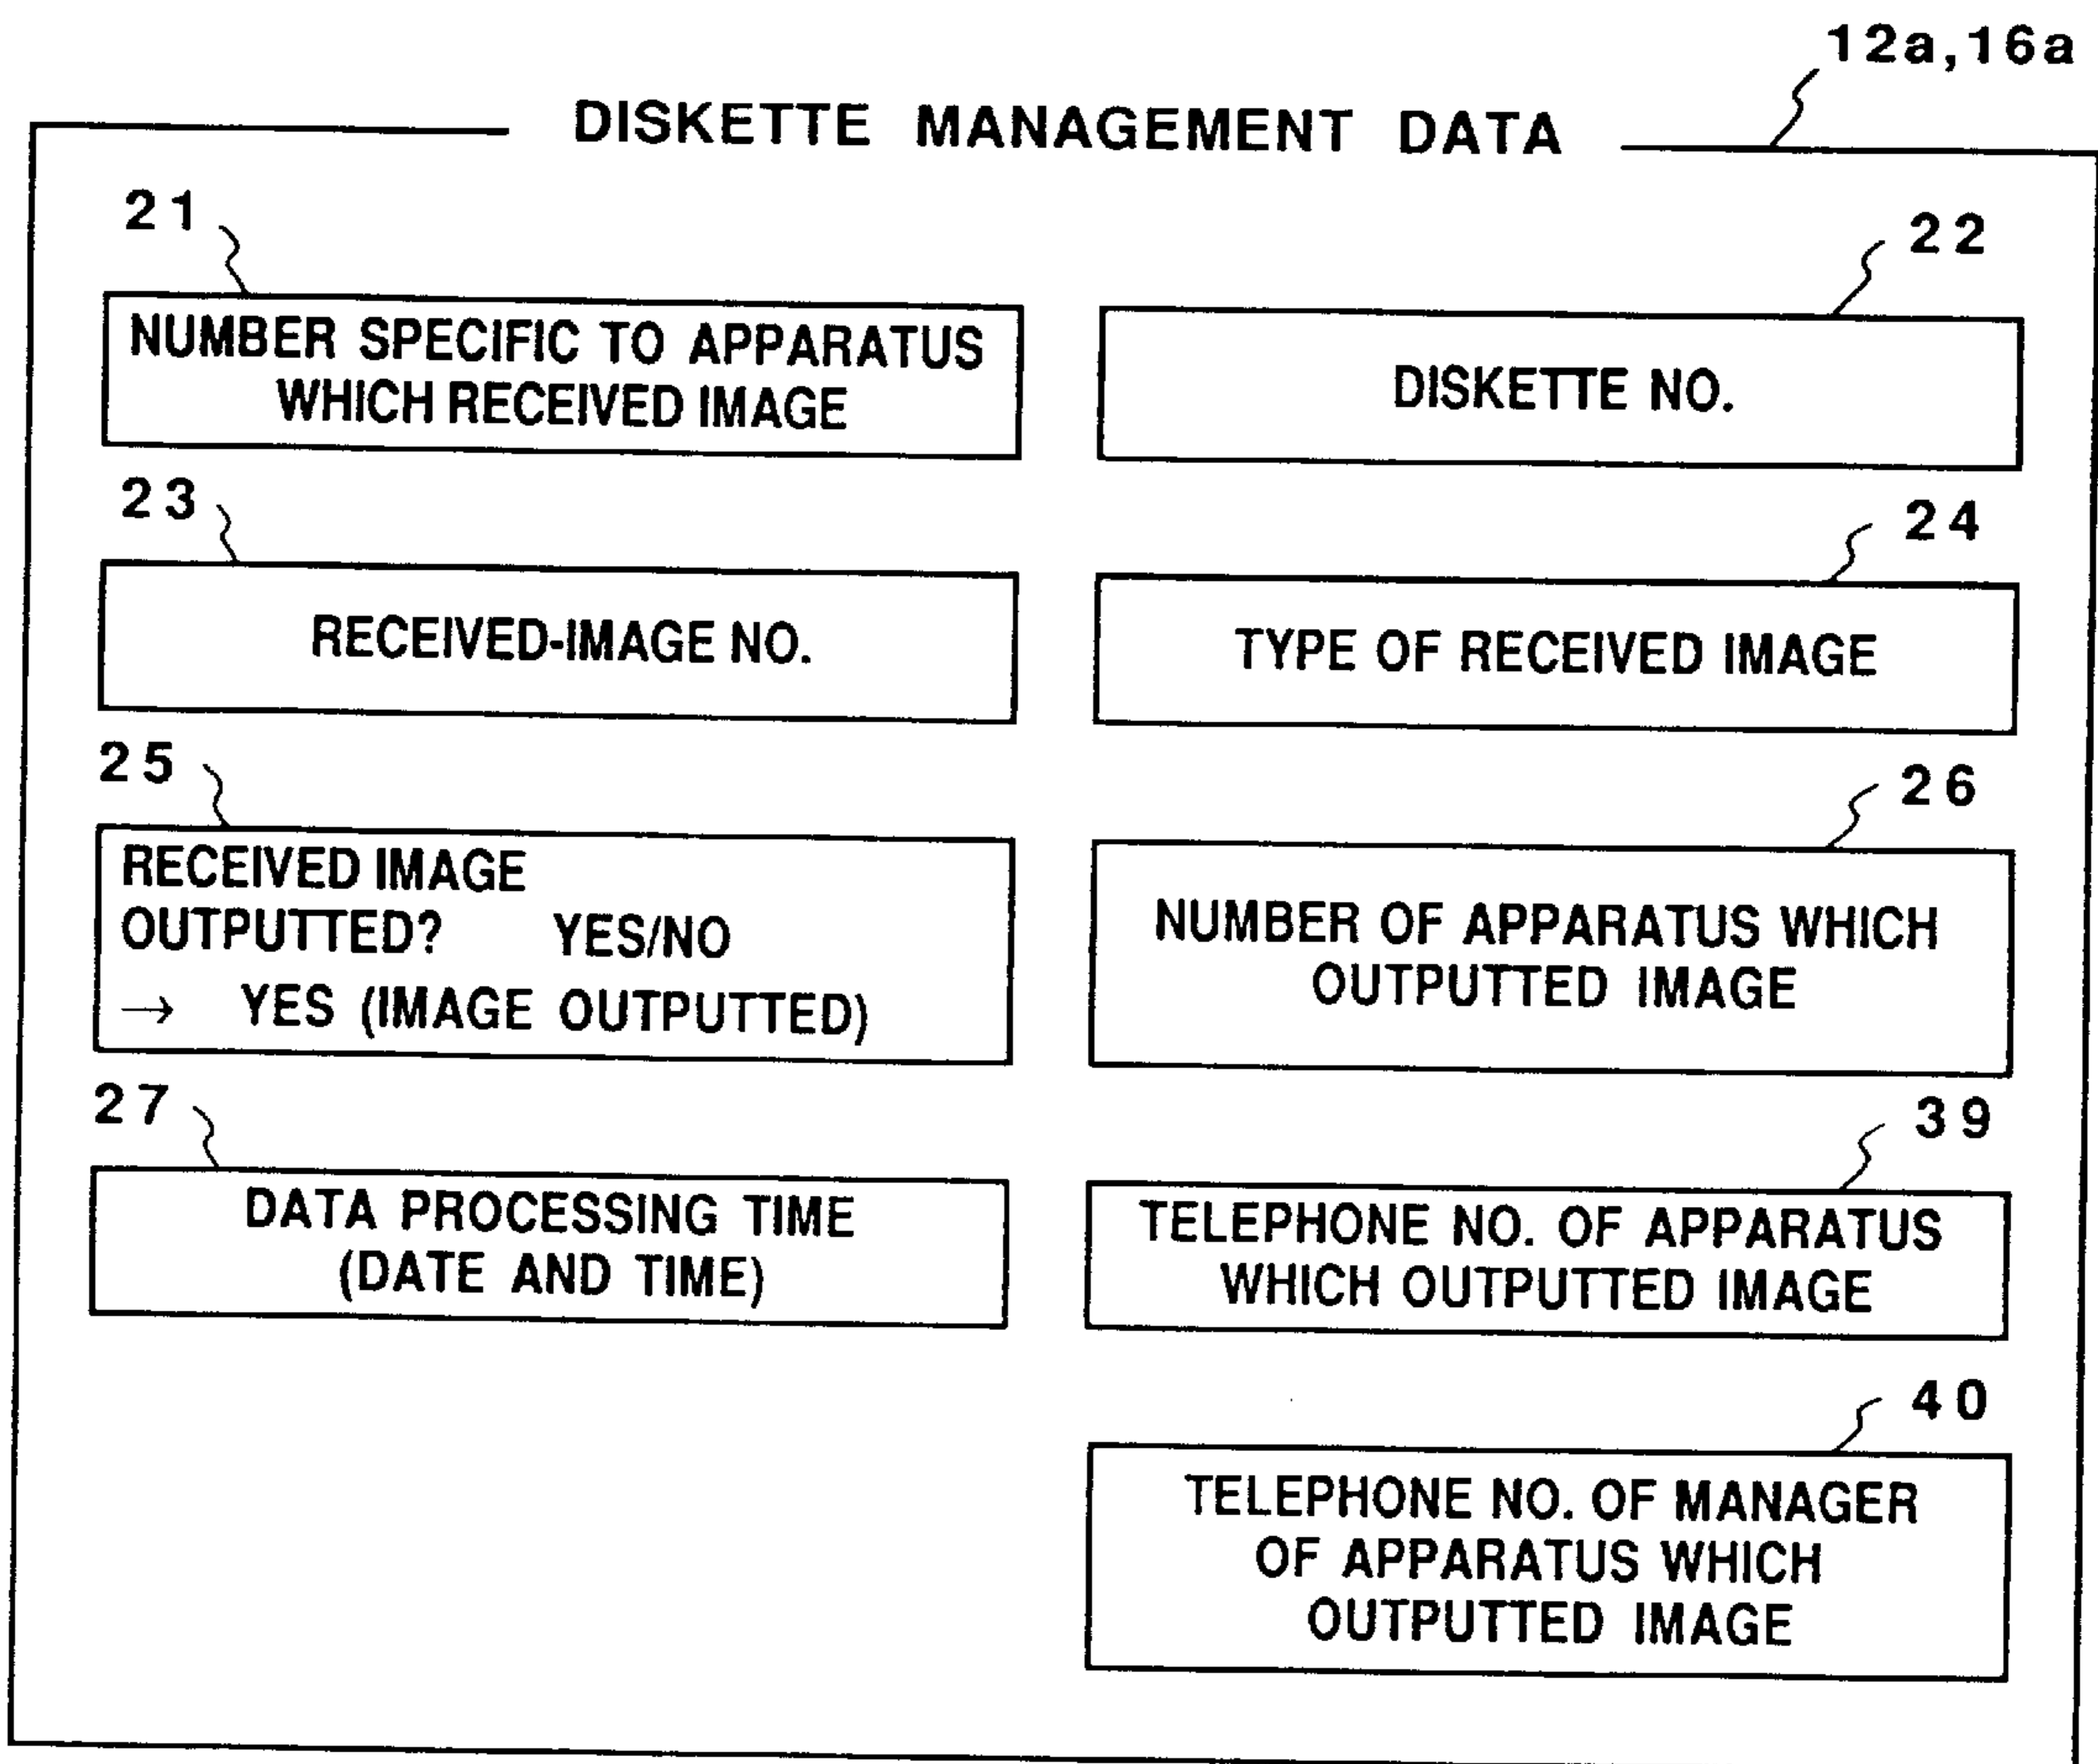 12a,16a
DISKETTE MANAGEMENT DATA
21
22
NUMBER SPECIFIC TO APPARATUS
WHICH RECEIVED IMAGE
DISKETTE NO.
23
24
RECEIVED-IMAGE NO.
TYPE OF RECEIVED IMAGE
25
26
RECEIVED IMAGE
OUTPUTTED? YES/NO
→ YES (IMAGE OUTPUTTED)
NUMBER OF APPARATUS WHICH
OUTPUTTED IMAGE
27
39
DATA PROCESSING TIME
(DATE AND TIME)
TELEPHONE NO. OF APPARATUS
WHICH OUTPUTTED IMAGE
40
TELEPHONE NO. OF MANAGER
OF APPARATUS WHICH
OUTPUTTED IMAGE